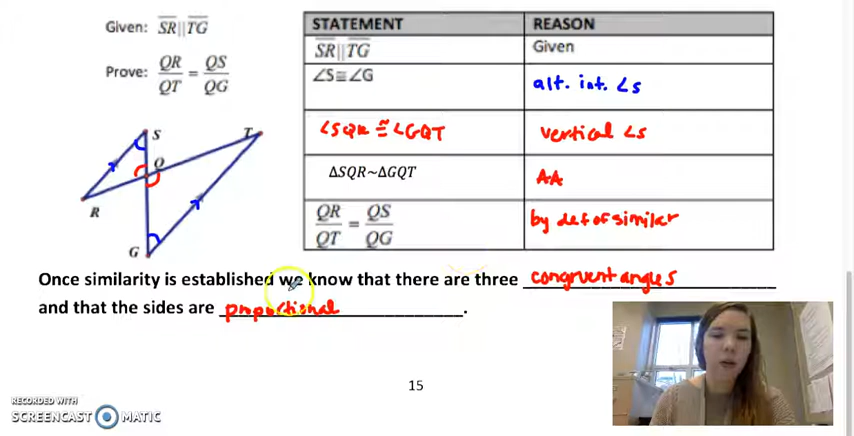 Given: SR||TG
Prove: QR/QT = QS/QG
S
T
Q
R
G
STATEMENT REASON
SR||TG Given
∠S≅∠G alt. int. ∠s
∠SQR ≅ ∠GQT vertical ∠s
ΔSQR~ΔGQT AA
QR/QT = QS/QG by def of similar
Once similarity is established we know that there are three congruent angles
and that the sides are proportional.
15
RECORDED WITH
SCREENCAST MATIC